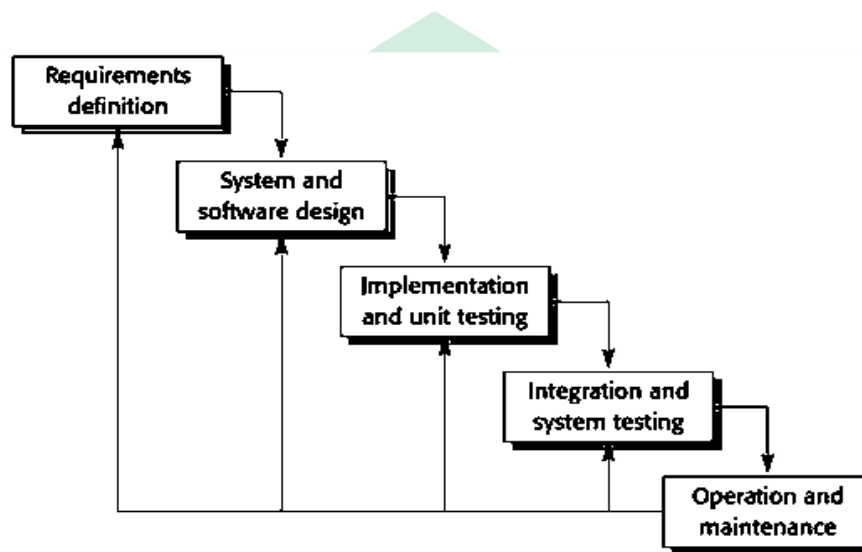 Requirements
definition
System and
software design
Implementation
and unit testing
Integration and
system testing
Operation and
maintenance